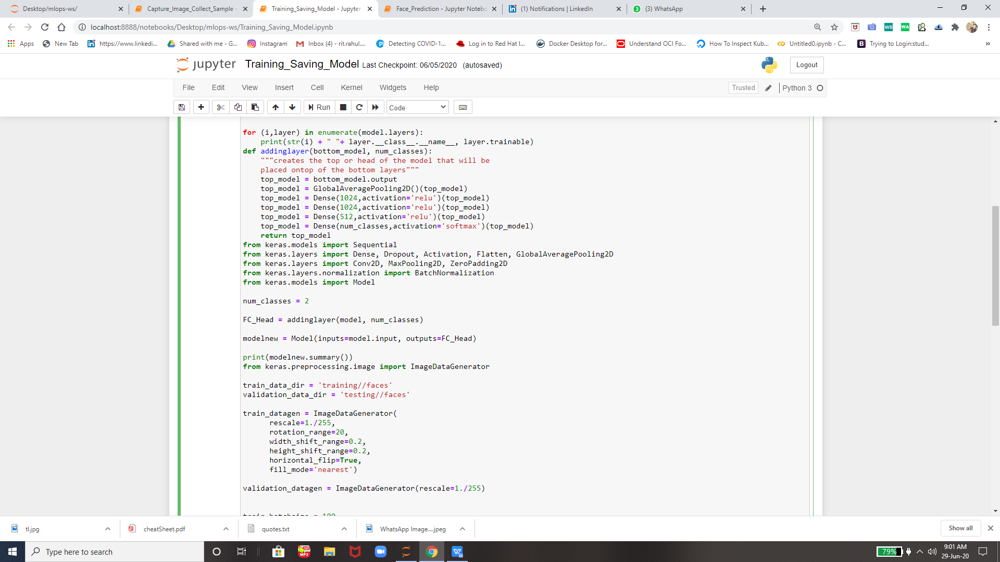 Desktop/mlops-ws/
Capture_Image_Collect_Sample -
Training_Saving_Model - Jupyter
Face_Prediction - Jupyter Notebo
(1) Notifications | LinkedIn
(3) WhatsApp
localhost:8888/notebooks/Desktop/mlops-ws/Training_Saving_Model.ipynb
Apps New Tab https://www.linkedi... Shared with me - G... Instagram Inbox (4) - rit.rahul.... Detecting COVID-1... Log in to Red Hat I... Docker Desktop for... Understand OCI Fo... How To Inspect Kub... Untitled0.ipynb - C... Trying to Login:stud... »
jupyter Training_Saving_Model Last Checkpoint: 06/05/2020 (autosaved) Logout
File Edit View Insert Cell Kernel Widgets Help Trusted Python 3
Run Code
for (i,layer) in enumerate(model.layers):
    print(str(i) + " "+ layer.__class__.__name__, layer.trainable)
def addinglayer(bottom_model, num_classes):
    """creates the top or head of the model that will be
    placed ontop of the bottom layers"""
    top_model = bottom_model.output
    top_model = GlobalAveragePooling2D()(top_model)
    top_model = Dense(1024,activation='relu')(top_model)
    top_model = Dense(1024,activation='relu')(top_model)
    top_model = Dense(512,activation='relu')(top_model)
    top_model = Dense(num_classes,activation='softmax')(top_model)
    return top_model
from keras.models import Sequential
from keras.layers import Dense, Dropout, Activation, Flatten, GlobalAveragePooling2D
from keras.layers import Conv2D, MaxPooling2D, ZeroPadding2D
from keras.layers.normalization import BatchNormalization
from keras.models import Model
num_classes = 2
FC_Head = addinglayer(model, num_classes)
modelnew = Model(inputs=model.input, outputs=FC_Head)
print(modelnew.summary())
from keras.preprocessing.image import ImageDataGenerator
train_data_dir = 'training//faces'
validation_data_dir = 'testing//faces'
train_datagen = ImageDataGenerator(
      rescale=1./255,
      rotation_range=20,
      width_shift_range=0.2,
      height_shift_range=0.2,
      horizontal_flip=True,
      fill_mode='nearest')
validation_datagen = ImageDataGenerator(rescale=1./255)
train_batchsize = 100
tl.jpg cheatSheet.pdf quotes.txt WhatsApp Image....jpeg Show all
Type here to search
79%
9:01 AM
29-Jun-20